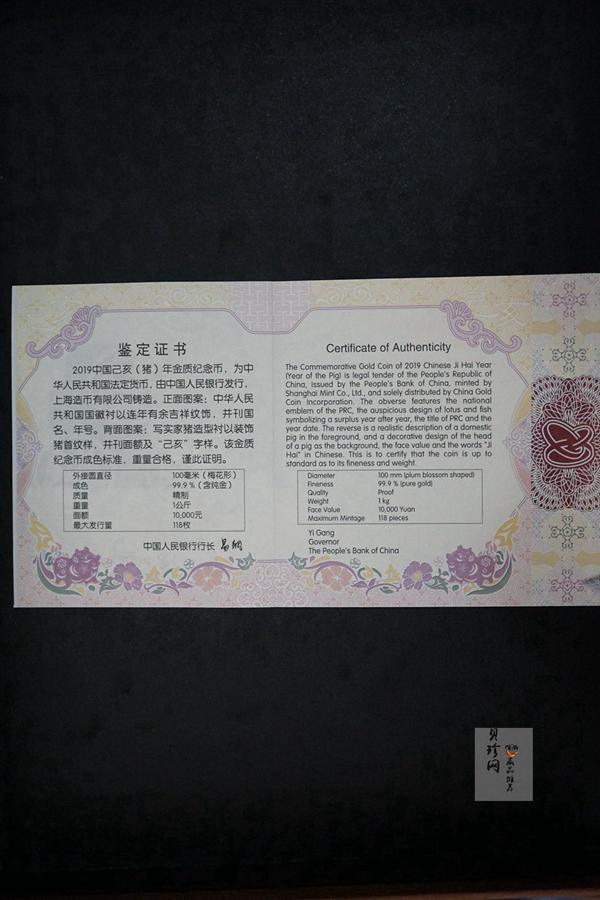 鉴定证书
2019中国己亥（猪）年金质纪念币，为中
华人民共和国法定货币，由中国人民银行发行，
上海造币有限公司铸造。正面图案：中华人民
共和国国徽衬以连年有余吉祥纹饰，并刊国
名、年号。背面图案：写实家猪造型衬以装饰
猪首纹样，并刊面额及“己亥”字样。该金质
纪念币成色标准，重量合格，谨此证明。
外接圆直径 100毫米（梅花形）
成色 99.9％（含纯金）
质量 精制
重量 1公斤
面额 10,000元
最大发行量 118枚
中国人民银行行长 易纲
Certificate of Authenticity
The Commemorative Gold Coin of 2019 Chinese Ji Hai Year
(Year of the Pig) is legal tender of the People's Republic of
China, issued by the People's Bank of China, minted by
Shanghai Mint Co., Ltd., and solely distributed by China Gold
Coin Incorporation. The obverse features the national
emblem of the PRC, the auspicious design of lotus and fish
symbolizing a surplus year after year, the title of PRC and the
year date. The reverse is a realistic description of a domestic
pig in the foreground, and a decorative design of the head
of a pig as the background, the face value and the words "Ji
Hai" in Chinese. This is to certify that the coin is up to
standard as to its fineness and weight.
Diameter 100 mm (plum blossom shaped)
Fineness 99.9 % (pure gold)
Quality Proof
Weight 1 kg
Face Value 10,000 Yuan
Maximum Mintage 118 pieces
Yi Gang
Governor
The People's Bank of China
贝珍网
藏品推荐